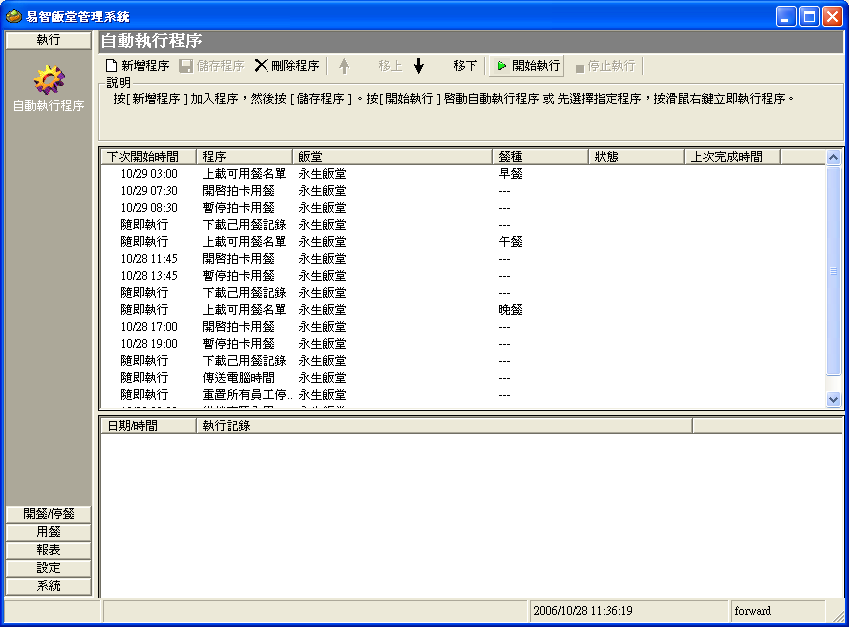 易智飯堂管理系統
執行
自動執行程序
自動執行程序
新增程序 儲存程序 刪除程序 移上 移下 開始執行 停止執行
說明
按[ 新增程序 ] 加入程序，然後按 [ 儲存程序 ] 。按[ 開始執行 ] 啓動自動執行程序 或 先選擇指定程序，按滑鼠右鍵立即執行程序。
下次開始時間 程序 飯堂 餐種 狀態 上次完成時間
10/29 03:00 上載可用餐名單 永生飯堂 早餐
10/29 07:30 開啓拍卡用餐 永生飯堂 ---
10/29 08:30 暫停拍卡用餐 永生飯堂 ---
隨即執行 下載已用餐記錄 永生飯堂 ---
隨即執行 上載可用餐名單 永生飯堂 午餐
10/28 11:45 開啓拍卡用餐 永生飯堂 ---
10/28 13:45 暫停拍卡用餐 永生飯堂 ---
隨即執行 下載已用餐記錄 永生飯堂 ---
隨即執行 上載可用餐名單 永生飯堂 晚餐
10/28 17:00 開啓拍卡用餐 永生飯堂 ---
10/28 19:00 暫停拍卡用餐 永生飯堂 ---
隨即執行 下載已用餐記錄 永生飯堂 ---
隨即執行 傳送電腦時間 永生飯堂 ---
隨即執行 重置所有員工停.. 永生飯堂 ---
日期/時間 執行記錄
開餐/停餐
用餐
報表
設定
系統
2006/10/28 11:36:19 forward